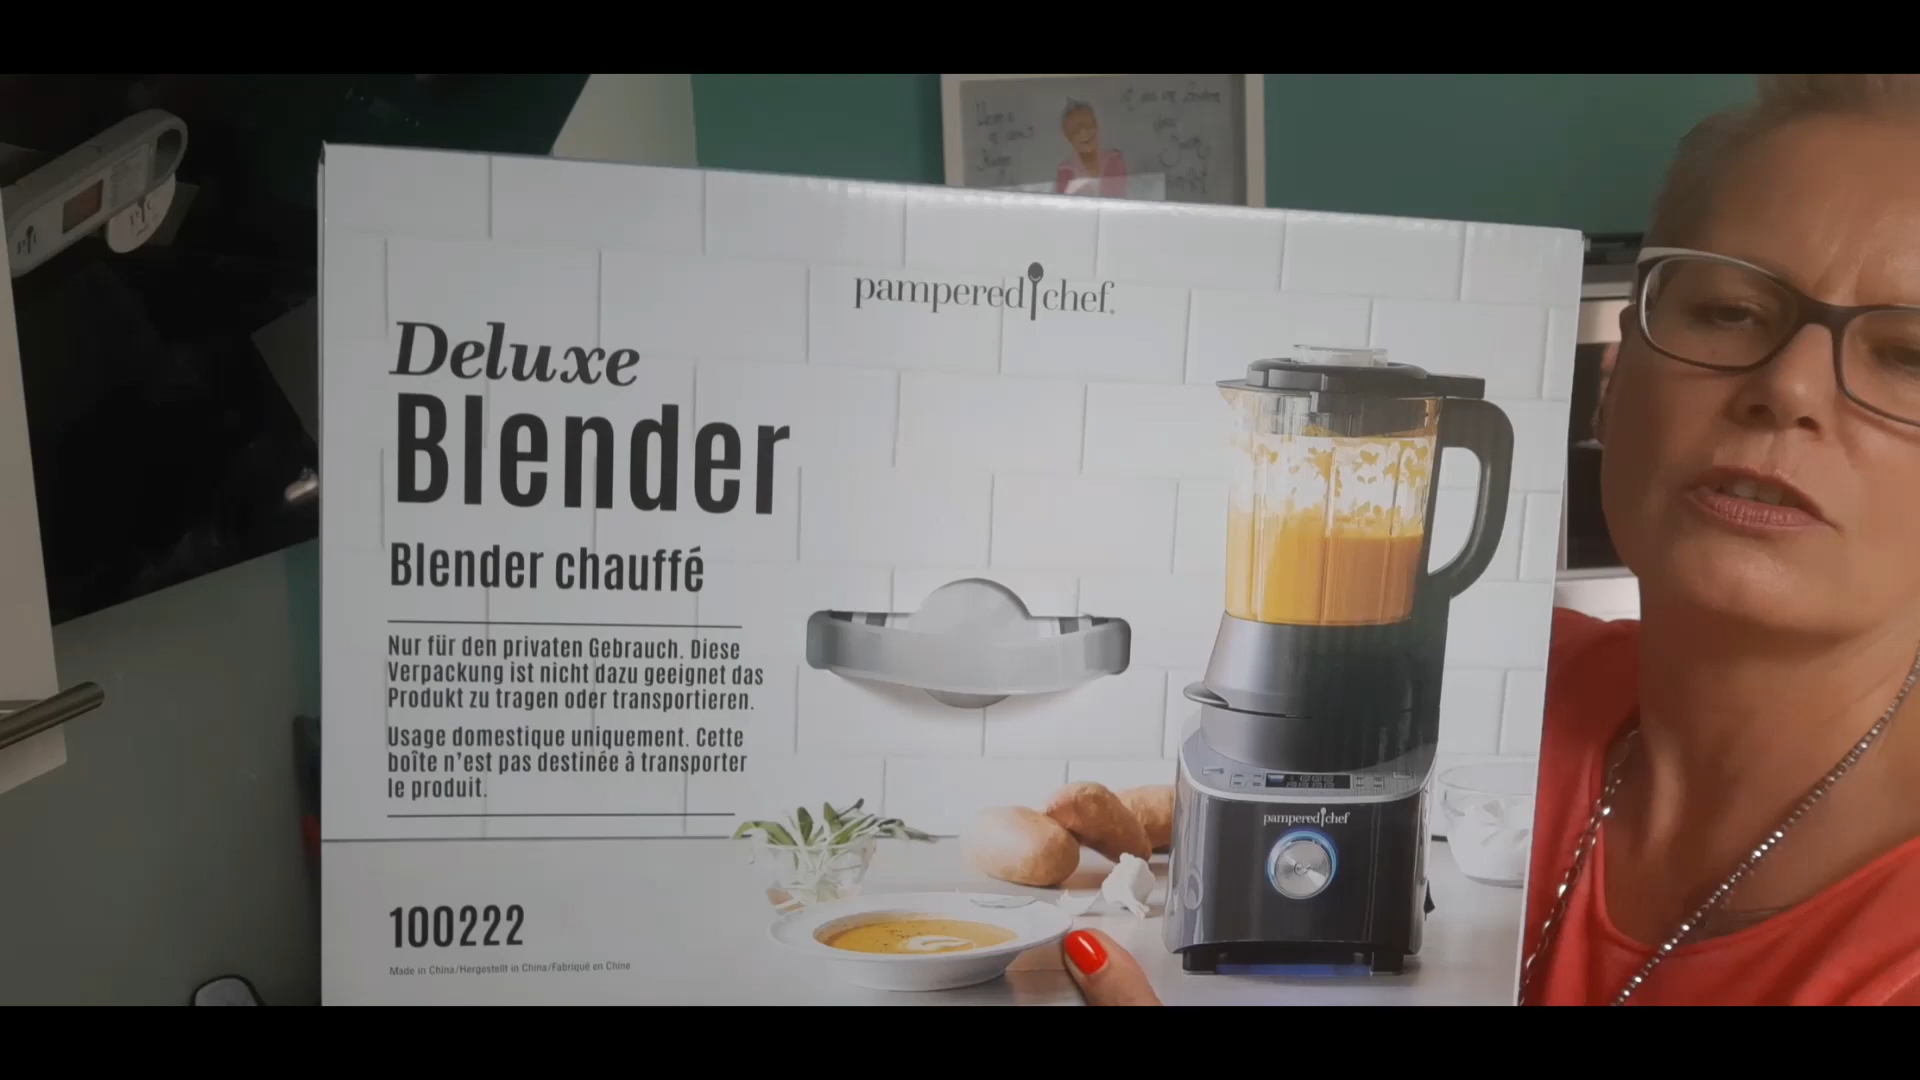 pampered chef.
Deluxe
Blender
Blender chauffé
Nur für den privaten Gebrauch. Diese
Verpackung ist nicht dazu geeignet das
Produkt zu tragen oder transportieren.
Usage domestique uniquement. Cette
boîte n'est pas destinée à transporter
le produit.
pampered chef
100222
Made in China/Hergestellt in China/Fabriqué en Chine